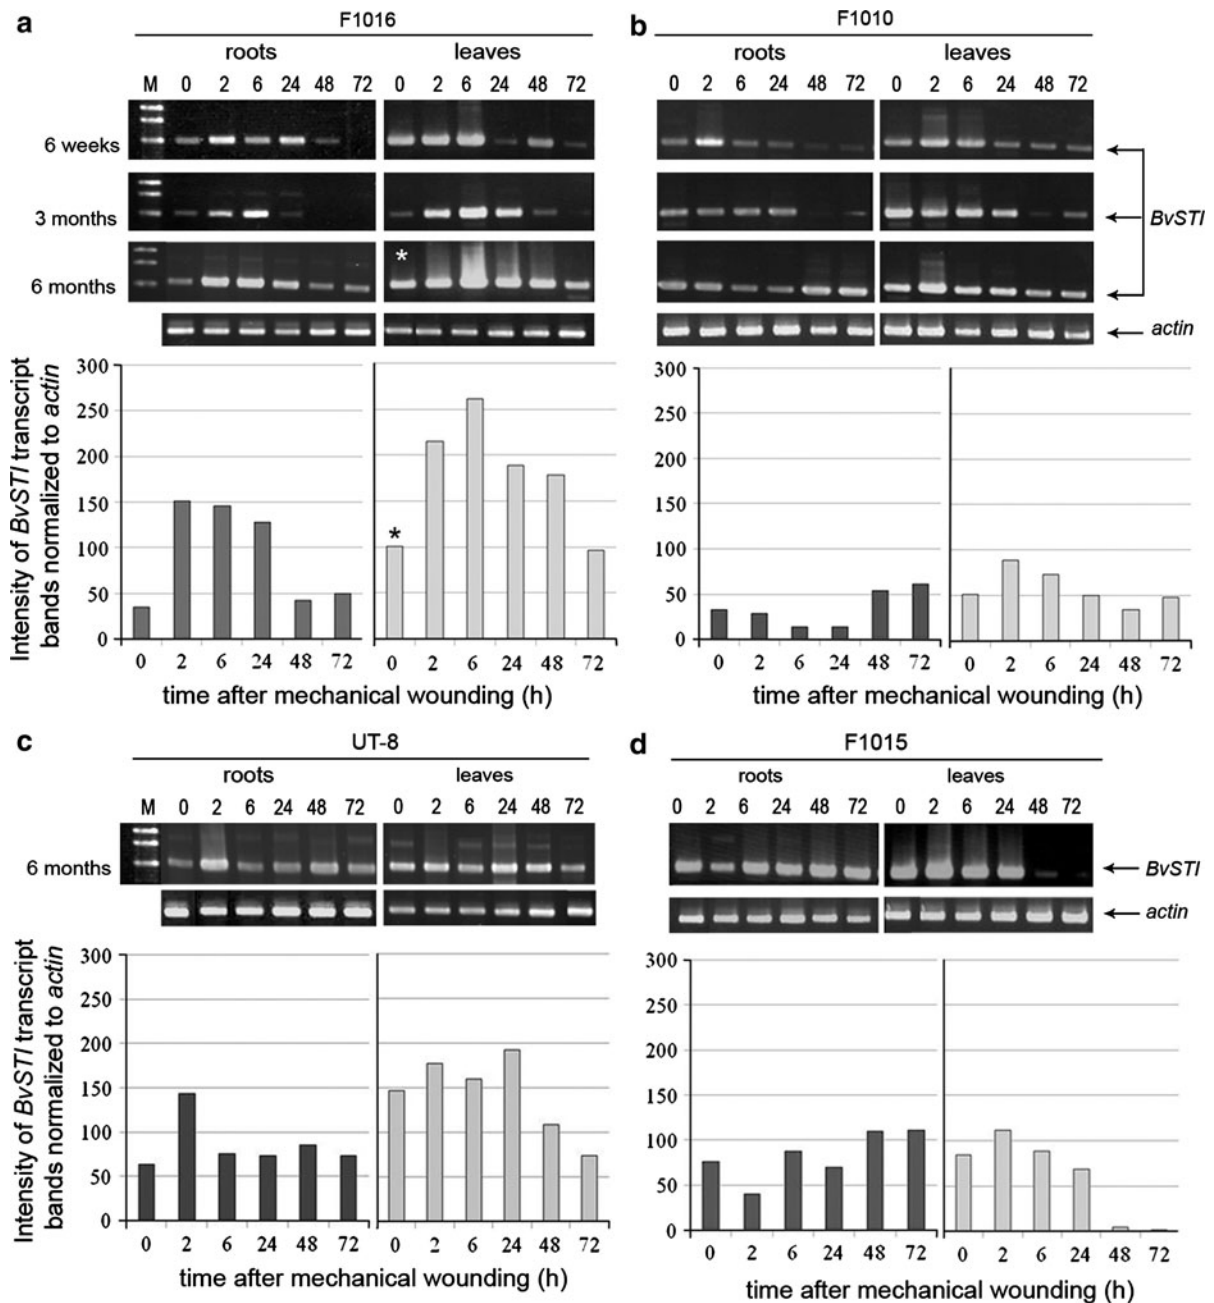 a
F1016
roots leaves
M 0 2 6 24 48 72 0 2 6 24 48 72
6 weeks
3 months
6 months
*
b
F1010
roots leaves
0 2 6 24 48 72 0 2 6 24 48 72
BvSTI
actin
Intensity of BvSTI transcript
bands normalized to actin
300
250
200
150
100
50
0
*
0 2 6 24 48 72 0 2 6 24 48 72
time after mechanical wounding (h)
300
250
200
150
100
50
0
0 2 6 24 48 72 0 2 6 24 48 72
time after mechanical wounding (h)
c
UT-8
roots leaves
M 0 2 6 24 48 72 0 2 6 24 48 72
6 months
d
F1015
roots leaves
0 2 6 24 48 72 0 2 6 24 48 72
BvSTI
actin
Intensity of BvSTI transcript
bands normalized to actin
300
250
200
150
100
50
0
0 2 6 24 48 72 0 2 6 24 48 72
time after mechanical wounding (h)
300
250
200
150
100
50
0
0 2 6 24 48 72 0 2 6 24 48 72
time after mechanical wounding (h)